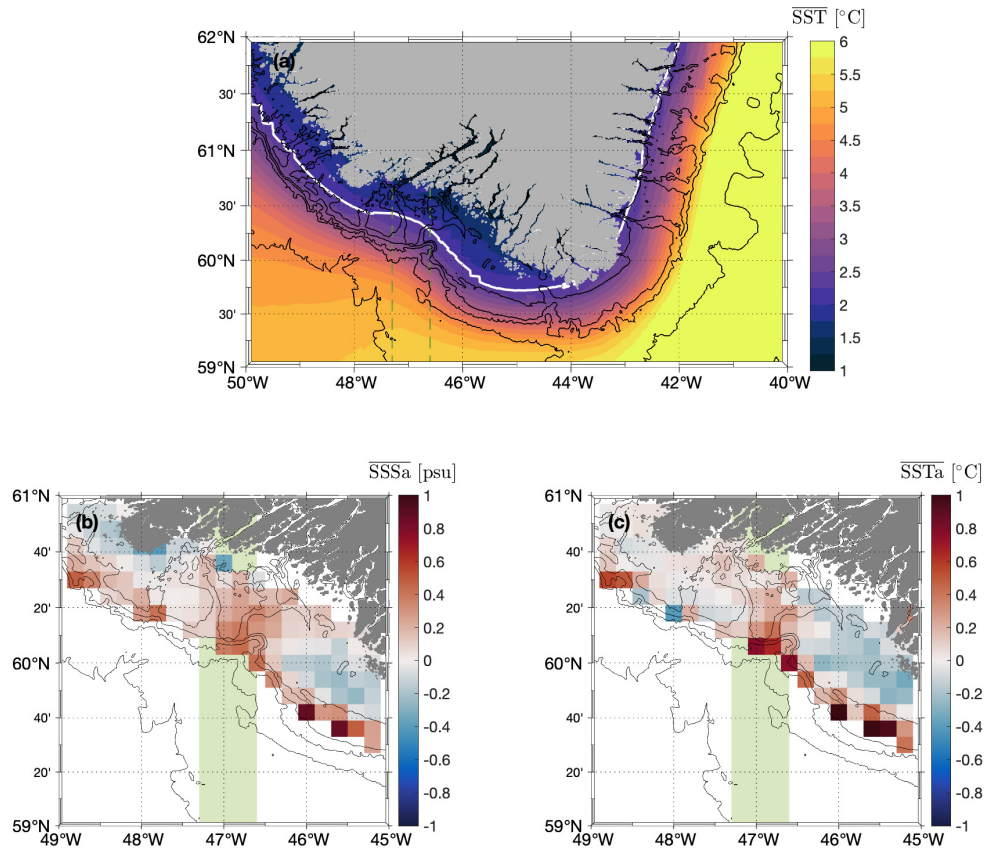 SST [°C]
62°N
(a)
6
5.5
30'
5
4.5
61°N
4
3.5
30'
3
60°N
2.5
2
30'
1.5
59°N
1
50°W 48°W 46°W 44°W 42°W 40°W
SSSa [psu] SSTa [°C]
61°N 1 61°N 1
(b) (c)
0.8 0.8
40' 40'
0.6 0.6
0.4 0.4
20' 20'
0.2 0.2
60°N 0 60°N 0
-0.2 -0.2
40' -0.4 40' -0.4
-0.6 -0.6
20' 20'
-0.8 -0.8
59°N -1 59°N -1
49°W 48°W 47°W 46°W 45°W 49°W 48°W 47°W 46°W 45°W